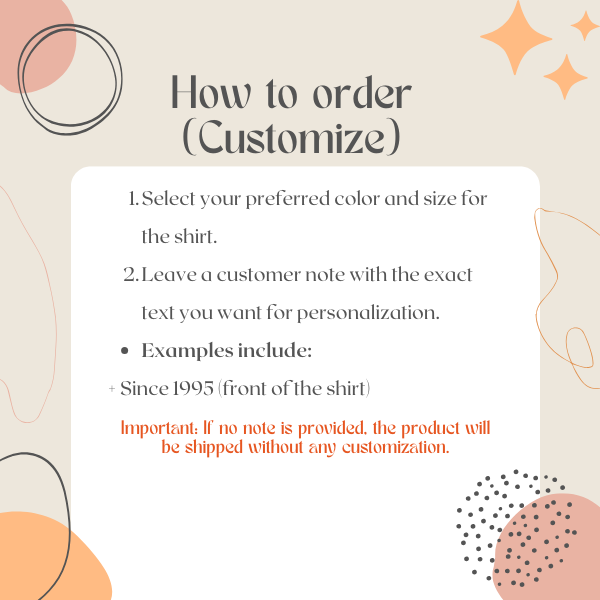 How to order
(Customize)
1. Select your preferred color and size for
the shirt.
2. Leave a customer note with the exact
text you want for personalization.
• Examples include:
+ Since 1995 (front of the shirt)
Important: If no note is provided, the product will
be shipped without any customization.